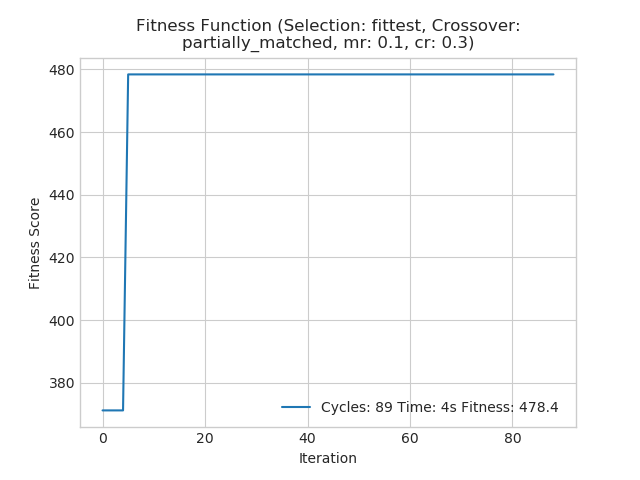 Fitness Function (Selection: fittest, Crossover:
partially_matched, mr: 0.1, cr: 0.3)
Fitness Score
480
460
440
420
400
380
Cycles: 89 Time: 4s Fitness: 478.4
0 20 40 60 80
Iteration